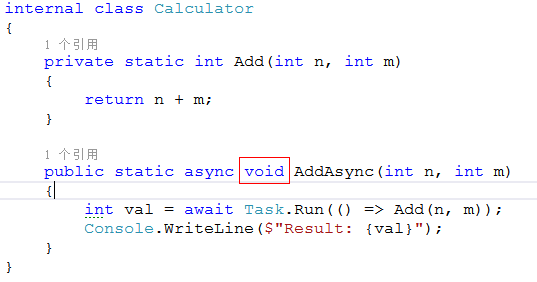 internal class Calculator
{
1 个引用
private static int Add(int n, int m)
{
return n + m;
}
1 个引用
public static async void AddAsync(int n, int m)
{
int val = await Task.Run(() => Add(n, m));
Console.WriteLine($"Result: {val}");
}
}